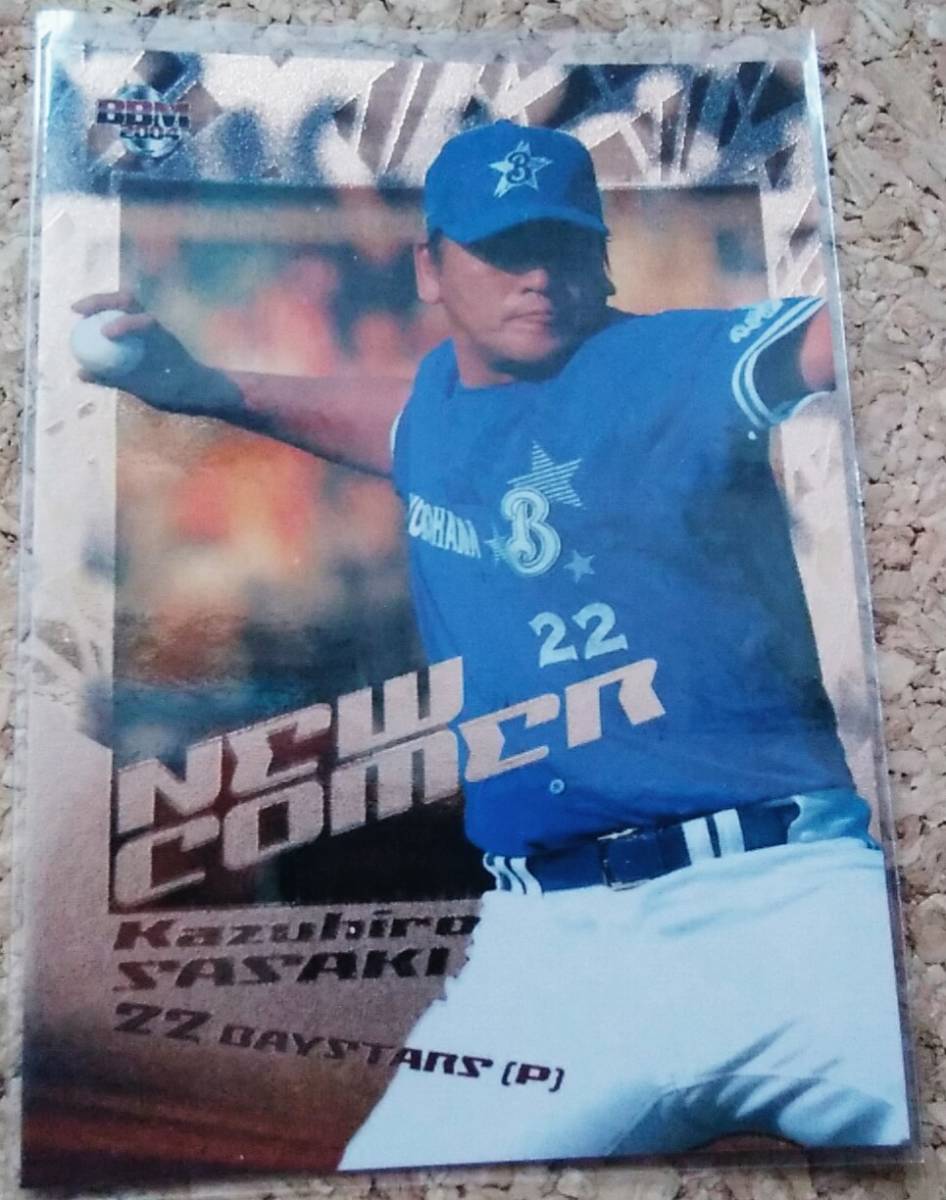 BBM
2004
B
YOKOHAMA
B
22
NEW
COMER
Kazuhiro
SASAKI
22 BAYSTARS (P)